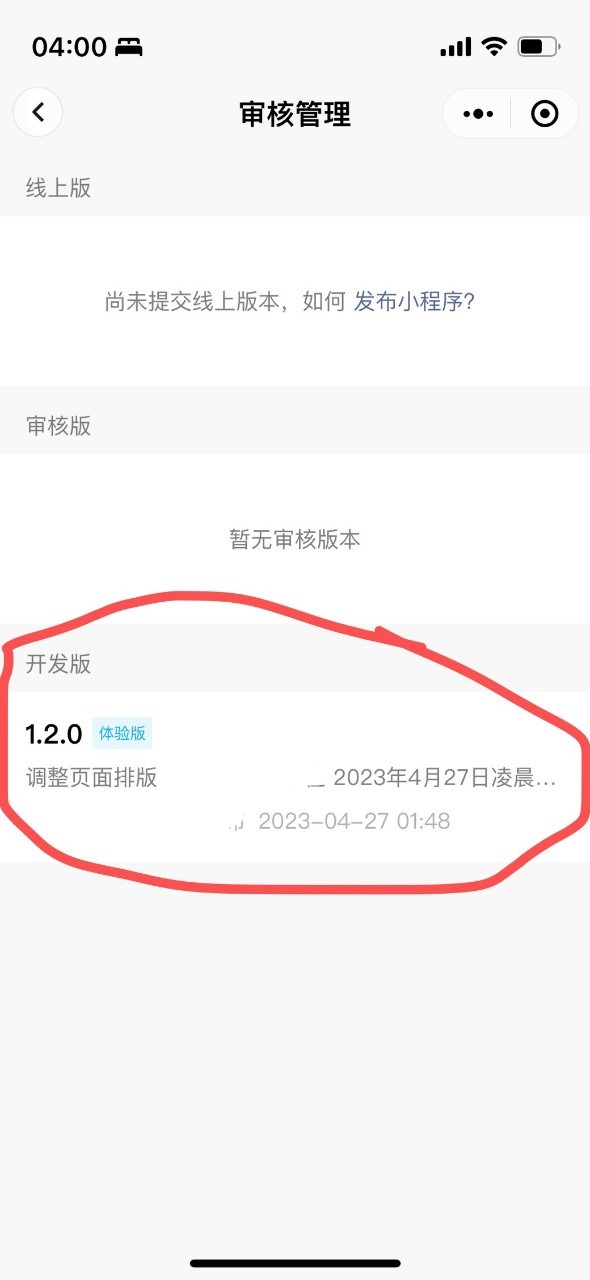 04:00
审核管理
线上版
尚未提交线上版本，如何 发布小程序？
审核版
暂无审核版本
开发版
1.2.0 体验版
调整页面排版 2023年4月27日凌晨...
2023-04-27 01:48